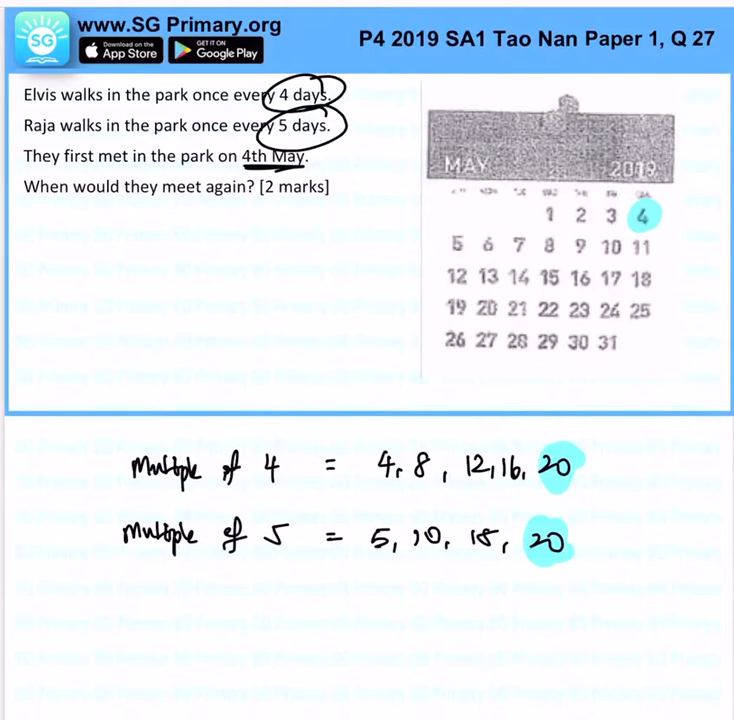 www.SG Primary.org
SG
Download on the
App Store
GET IT ON
Google Play
P4 2019 SA1 Tao Nan Paper 1, Q 27
Elvis walks in the park once every 4 days.
Raja walks in the park once every 5 days.
They first met in the park on 4th May.
When would they meet again? [2 marks]
MAY 2019
1 2 3 4
5 6 7 8 9 10 11
12 13 14 15 16 17 18
19 20 21 22 23 24 25
26 27 28 29 30 31
Multiple of 4 = 4, 8, 12, 16, 20
Multiple of 5 = 5, 10, 15, 20